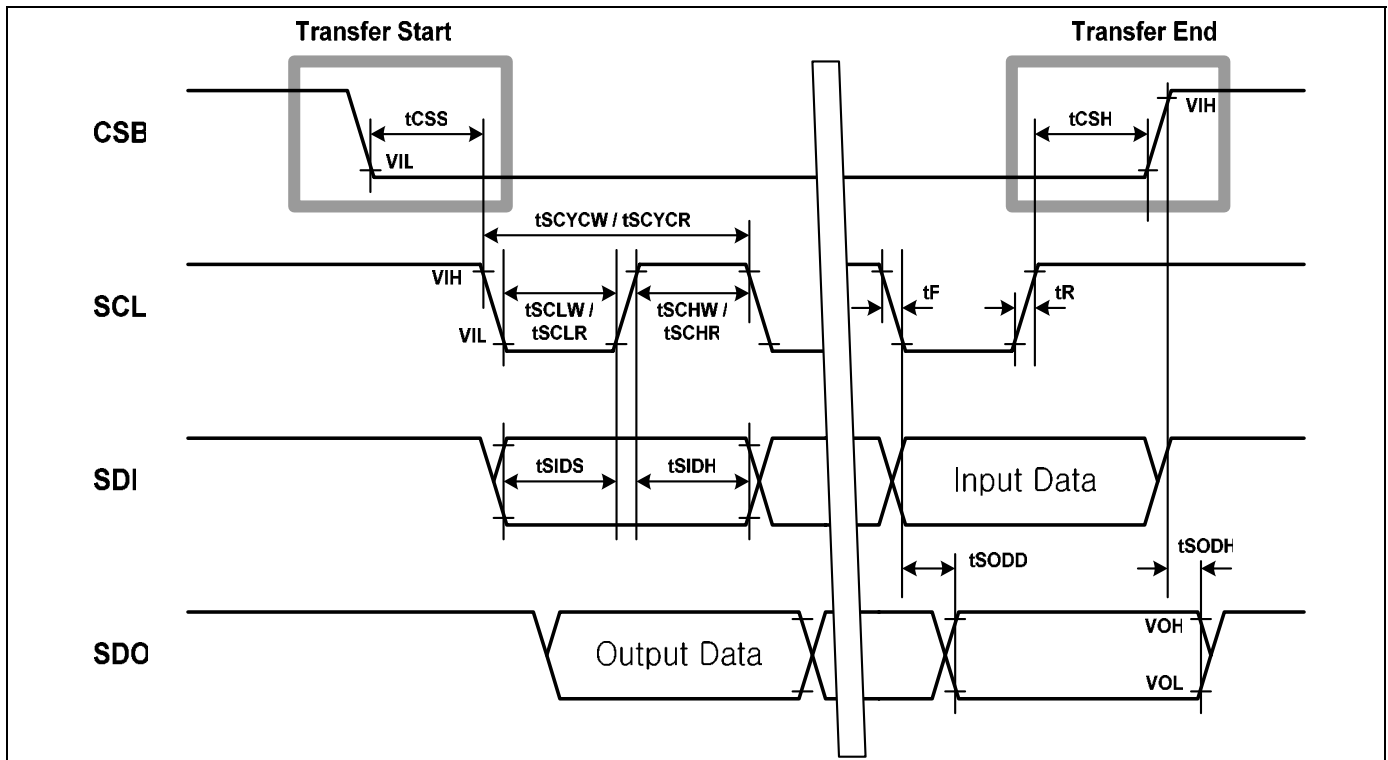 Transfer Start
Transfer End
CSB
tCSS
VIL
tCSH
VIH
tSCYCW / tSCYCR
SCL
VIH
VIL
tSCLW /
tSCLR
tSCHW /
tSCHR
tF
tR
SDI
tSIDS
tSIDH
Input Data
tSODD
tSODH
SDO
Output Data
VOH
VOL